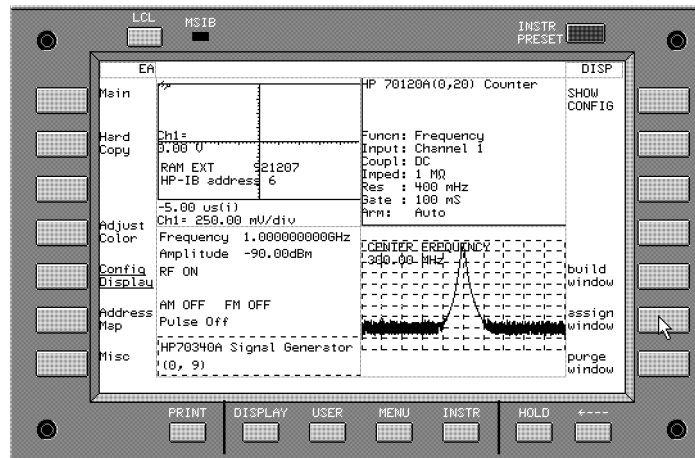 LCL
MSIB
INSTR
PRESET
EA
DISP
Main
Hard
Copy
Adjust
Color
Config
Display
Address
Map
Misc
Ch1=
0.00 V
RAM EXT 921207
HP-IB address 6
-5.00 us(i)
Ch1= 250.00 mV/div
HP 70120A(0,20) Counter
Funcn: Frequency
Input: Channel 1
Coupl: DC
Imped: 1 MΩ
Res : 400 mHz
Gate : 100 mS
Arm: Auto
Frequency 1.000000000GHz
Amplitude -90.00dBm
RF ON
AM OFF FM OFF
Pulse Off
HP70340A Signal Generator
(0, 9)
CENTER FREQUENCY
300.00 MHz
SHOW
CONFIG
build
window
assign
window
purge
window
PRINT
DISPLAY
USER
MENU
INSTR
HOLD
←---